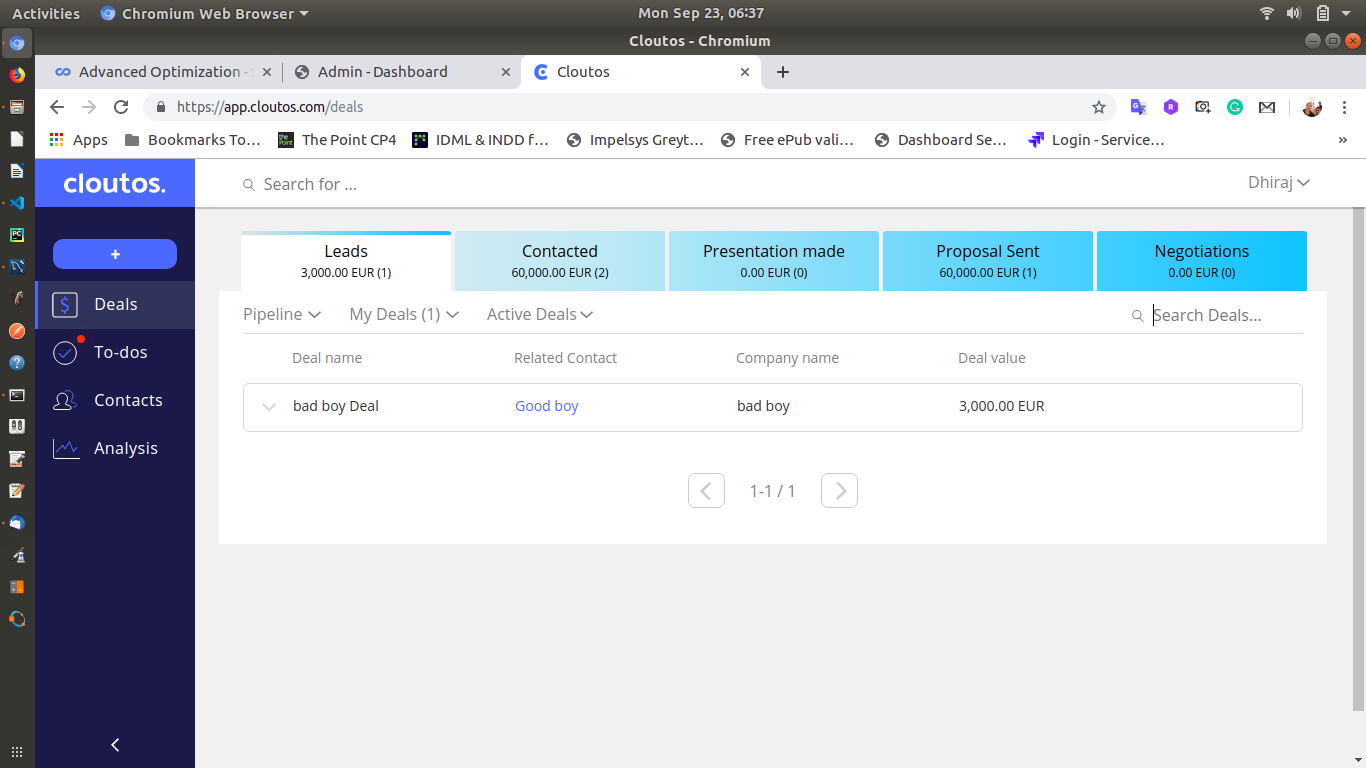 Activities Chromium Web Browser Mon Sep 23, 06:37
Cloutos - Chromium
Advanced Optimization - Admin - Dashboard Cloutos
https://app.cloutos.com/deals
Apps Bookmarks To… The Point CP4 IDML & INDD f… Impelsys Greyt… Free ePub vali… Dashboard Se… Login - Service… »
cloutos. Search for ... Dhiraj
+
Deals
To-dos
Contacts
Analysis
Leads
3,000.00 EUR (1)
Contacted
60,000.00 EUR (2)
Presentation made
0.00 EUR (0)
Proposal Sent
60,000.00 EUR (1)
Negotiations
0.00 EUR (0)
Pipeline My Deals (1) Active Deals Search Deals...
Deal name Related Contact Company name Deal value
bad boy Deal Good boy bad boy 3,000.00 EUR
1-1 / 1